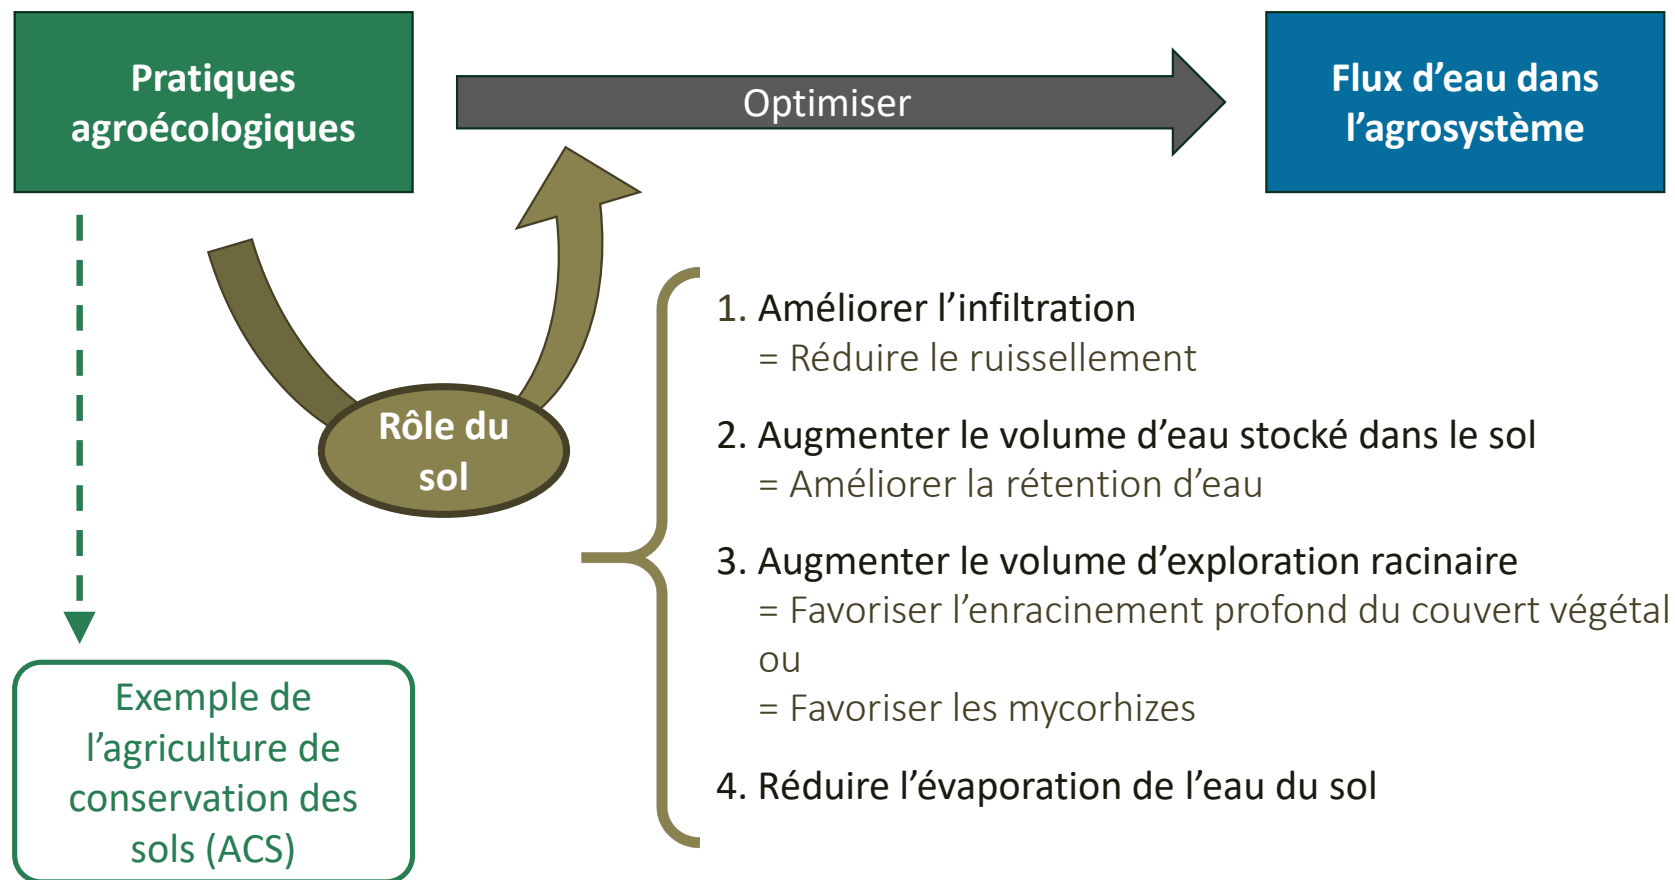 Pratiques
agroécologiques
Optimiser
Flux d’eau dans
l’agrosystème
Rôle du
sol
1. Améliorer l’infiltration
= Réduire le ruissellement
2. Augmenter le volume d’eau stocké dans le sol
= Améliorer la rétention d’eau
3. Augmenter le volume d’exploration racinaire
= Favoriser l’enracinement profond du couvert végétal
ou
= Favoriser les mycorhizes
4. Réduire l’évaporation de l’eau du sol
Exemple de
l’agriculture de
conservation des
sols (ACS)